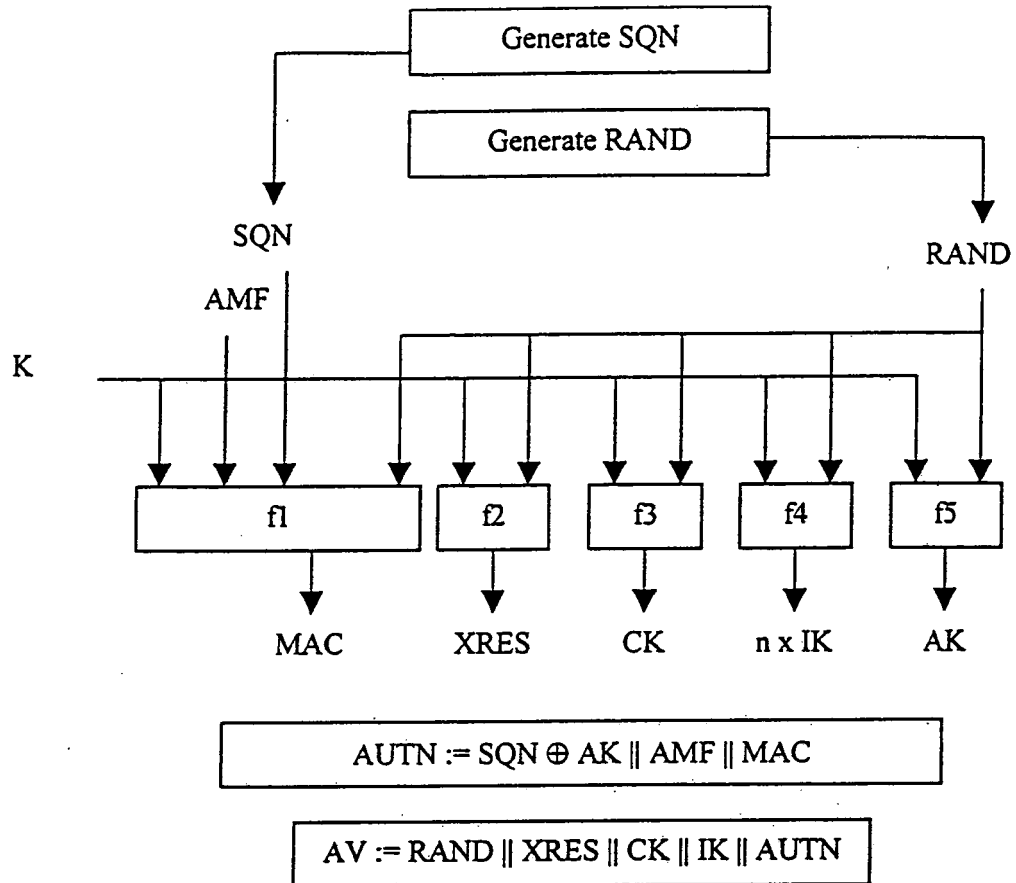 Generate SQN
Generate RAND
SQN
RAND
AMF
K
f1 f2 f3 f4 f5
MAC XRES CK n x IK AK
AUTN := SQN ⊕ AK || AMF || MAC
AV := RAND || XRES || CK || IK || AUTN